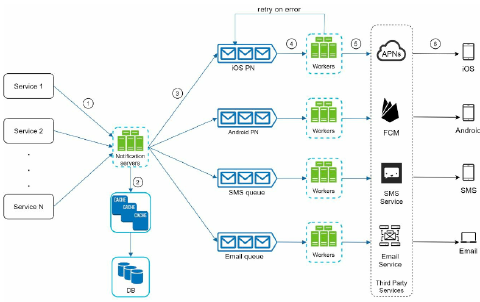 retry on error
1
2
3
4
5
6
Service 1
Service 2
.
.
.
Service N
Notification
servers
CACHE
CACHE
CACHE
DB
iOS PN
Workers
APNs
iOS
Android PN
Workers
FCM
Android
SMS queue
Workers
SMS
Service
SMS
Email queue
Workers
Email
Service
Email
Third Party
Services